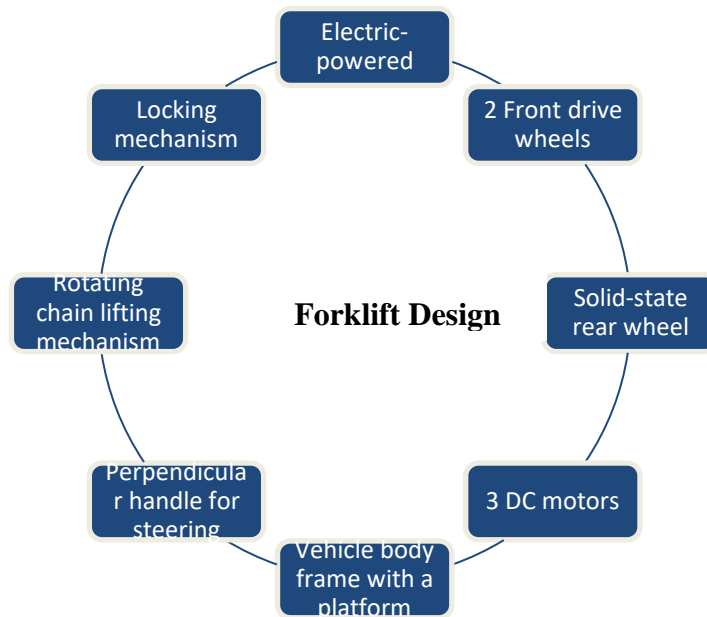 Electric-
powered
2 Front drive
wheels
Solid-state
rear wheel
3 DC motors
Vehicle body
frame with a
platform
Perpendicula
r handle for
steering
Rotating
chain lifting
mechanism
Locking
mechanism
Forklift Design